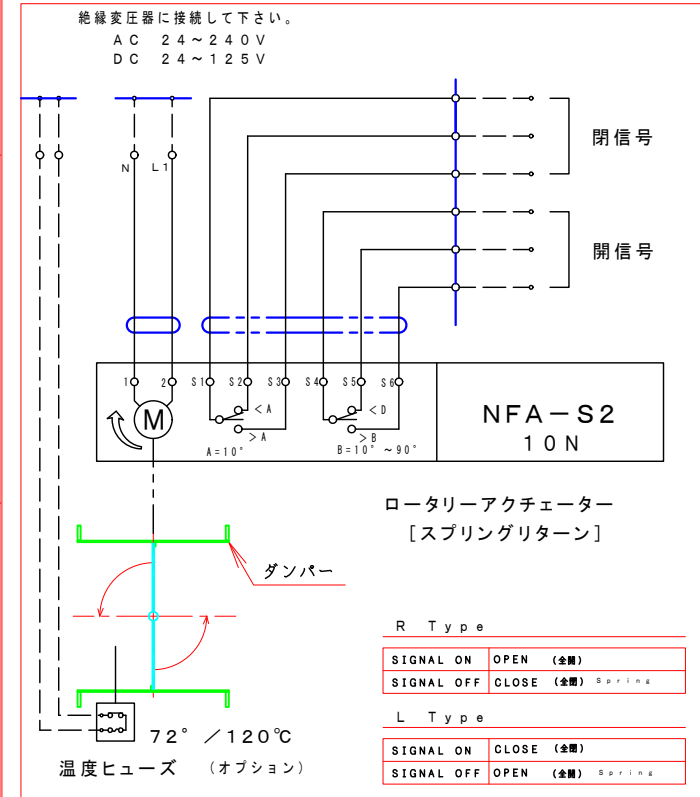 絶縁変圧器に接続して下さい。
AC 24~240V
DC 24~125V
閉信号
N L1
開信号
1 2 S1 S2 S3 S4 S5 S6
M
<A
>A
A=10°
<D
>B
B=10°~90°
NFA-S2
10N
ロータリーアクチェーター
[スプリングリターン]
ダンパー
R Type
SIGNAL ON OPEN (全開)
SIGNAL OFF CLOSE (全閉) Spring
L Type
SIGNAL ON CLOSE (全閉)
SIGNAL OFF OPEN (全開) Spring
72°/120℃
温度ヒューズ (オプション)